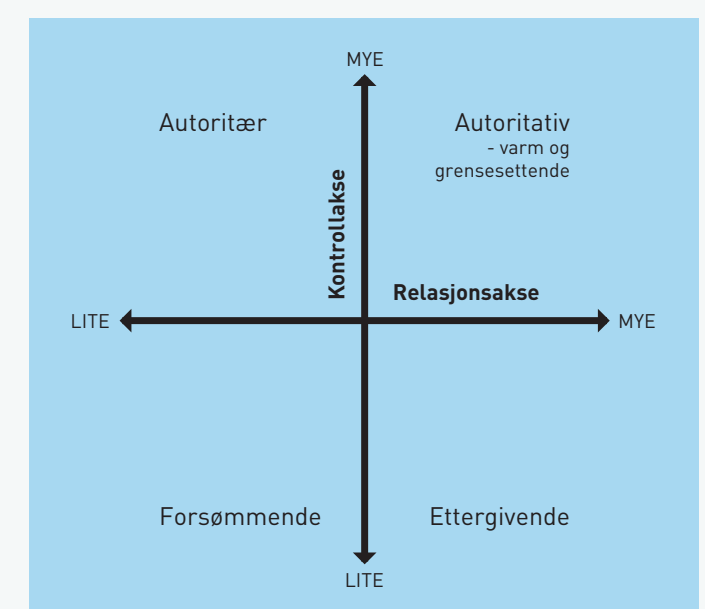 MYE
Autoritær
Autoritativ
- varm og
grensesettende
Kontrollakse
Relasjonsakse
LITE
MYE
Forsømmende
Ettergivende
LITE